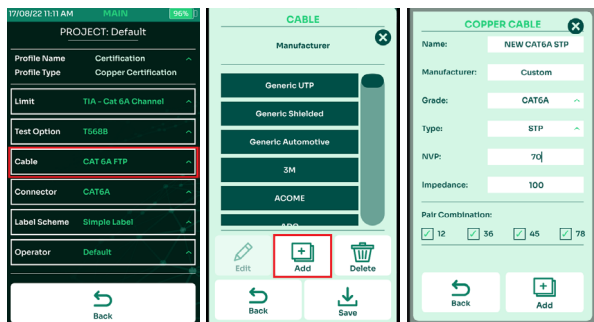 17/08/22 11:11 AM MAIN 96%
PROJECT: Default
Profile Name Certification
Profile Type Copper Certification
Limit TIA - Cat 6A Channel
Test Option T568B
Cable CAT 6A FTP
Connector CAT6A
Label Scheme Simple Label
Operator Default
Back
CABLE
Manufacturer
Generic UTP
Generic Shielded
Generic Automotive
3M
ACOME
Edit Add Delete
Back Save
COPPER CABLE
Name: NEW CAT6A STP
Manufacturer: Custom
Grade: CAT6A
Type: STP
NVP: 70
Impedance: 100
Pair Combination:
12 36 45 78
Back Add